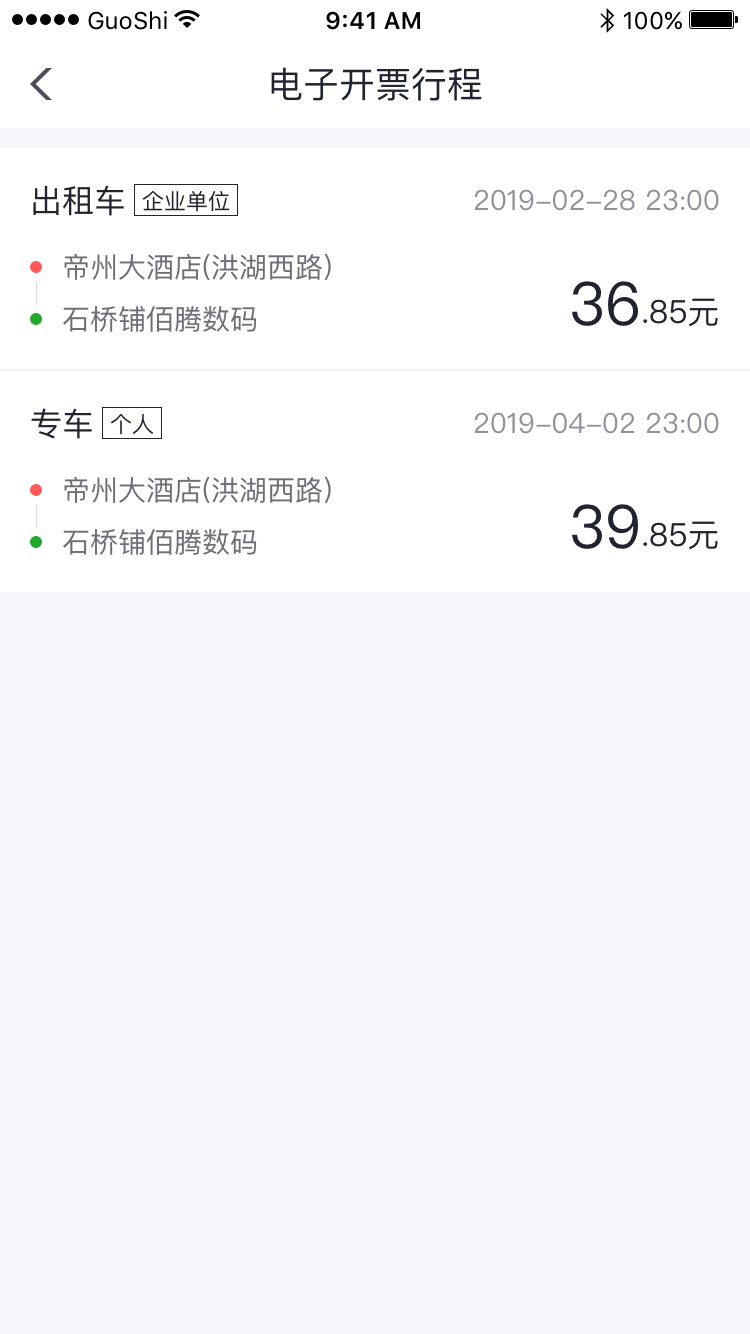 GuoShi 9:41 AM 100%
电子开票行程
出租车 企业单位 2019-02-28 23:00
帝州大酒店(洪湖西路)
石桥铺佰腾数码
36.85元
专车 个人 2019-04-02 23:00
帝州大酒店(洪湖西路)
石桥铺佰腾数码
39.85元